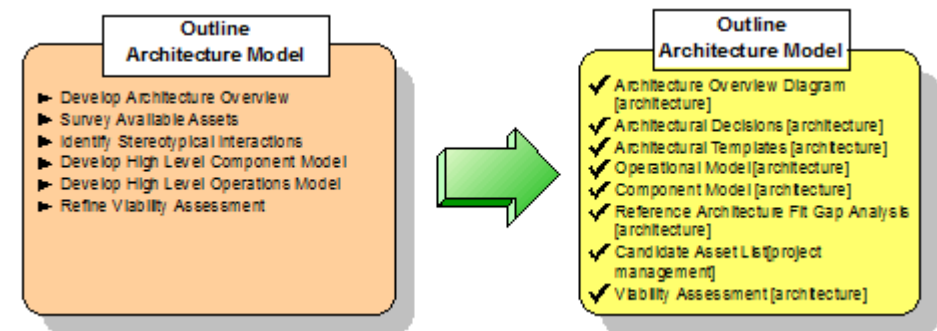 Outline
Architecture Model
Develop Architecture Overview
Survey Available Assets
Identify Stereotypical Interactions
Develop High Level Component Model
Develop High Level Operations Model
Refine Viability Assessment
Outline
Architecture Model
Architecture Overview Diagram
[architecture]
Architectural Decisions [architecture]
Architectural Templates [architecture]
Operational Model [architecture]
Component Model [architecture]
Reference Architecture Fit Gap Analysis
[architecture]
Candidate Asset List[project
management]
Viability Assessment [architecture]